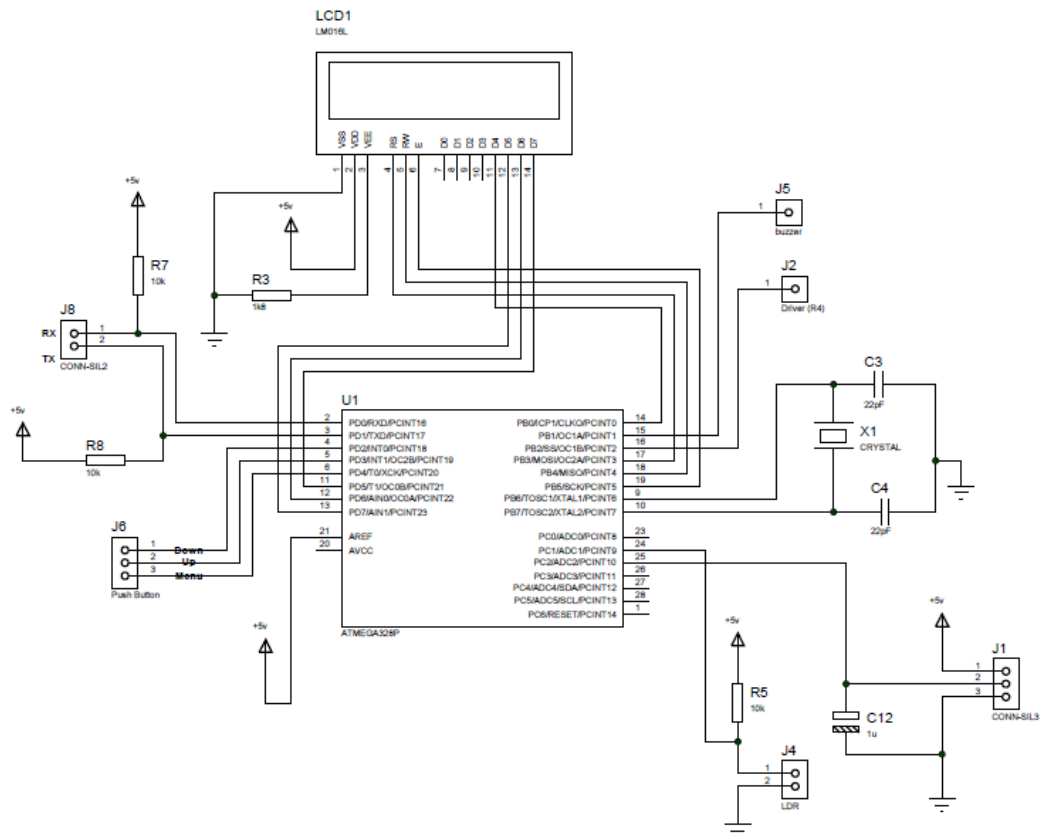 LCD1
LM016L
VSS VDD VEE RS RW E D0 D1 D2 D3 D4 D5 D6 D7
1 2 3 4 5 6 7 8 9 10 11 12 13 14
+5v
+5v
R7
10k
R3
1k8
J8
RX 1
2
TX
CONN-SIL2
+5v
R8
10k
J5
1
buzzer
J2
1
Driver (R4)
C3
22pF
X1
CRYSTAL
C4
22pF
U1
2 PD0/RXD/PCINT16
3 PD1/TXD/PCINT17
4 PD2/INT0/PCINT18
5 PD3/INT1/OC2B/PCINT19
6 PD4/T0/XCK/PCINT20
11 PD5/T1/OC0B/PCINT21
12 PD6/AIN0/OC0A/PCINT22
13 PD7/AIN1/PCINT23
21 AREF
20 AVCC
PB0/ICP1/CLKO/PCINT0 14
PB1/OC1A/PCINT1 15
PB2/SS/OC1B/PCINT2 16
PB3/MOSI/OC2A/PCINT3 17
PB4/MISO/PCINT4 18
PB5/SCK/PCINT5 19
PB6/TOSC1/XTAL1/PCINT6 9
PB7/TOSC2/XTAL2/PCINT7 10
PC0/ADC0/PCINT8 23
PC1/ADC1/PCINT9 24
PC2/ADC2/PCINT10 25
PC3/ADC3/PCINT11 26
PC4/ADC4/SDA/PCINT12 27
PC5/ADC5/SCL/PCINT13 28
PC6/RESET/PCINT14 1
ATMEGA328P
J6
1 Down
2 Up
3 Menu
Push Button
+5v
+5v
R5
10k
J4
1
2
LDR
+5v
J1
1
2
3
CONN-SIL3
C12
1u